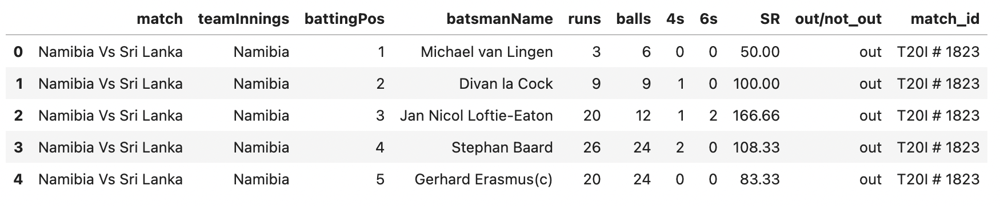 match teamInnings battingPos batsmanName runs balls 4s 6s SR out/not_out match_id
0 Namibia Vs Sri Lanka Namibia 1 Michael van Lingen 3 6 0 0 50.00 out T20I # 1823
1 Namibia Vs Sri Lanka Namibia 2 Divan la Cock 9 9 1 0 100.00 out T20I # 1823
2 Namibia Vs Sri Lanka Namibia 3 Jan Nicol Loftie-Eaton 20 12 1 2 166.66 out T20I # 1823
3 Namibia Vs Sri Lanka Namibia 4 Stephan Baard 26 24 2 0 108.33 out T20I # 1823
4 Namibia Vs Sri Lanka Namibia 5 Gerhard Erasmus(c) 20 24 0 0 83.33 out T20I # 1823